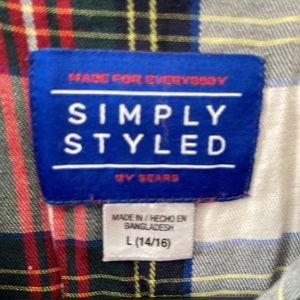 MADE FOR EVERYBODY
SIMPLY
STYLED
BY SEARS
MADE IN / HECHO EN
BANGLADESH
L (14/16)